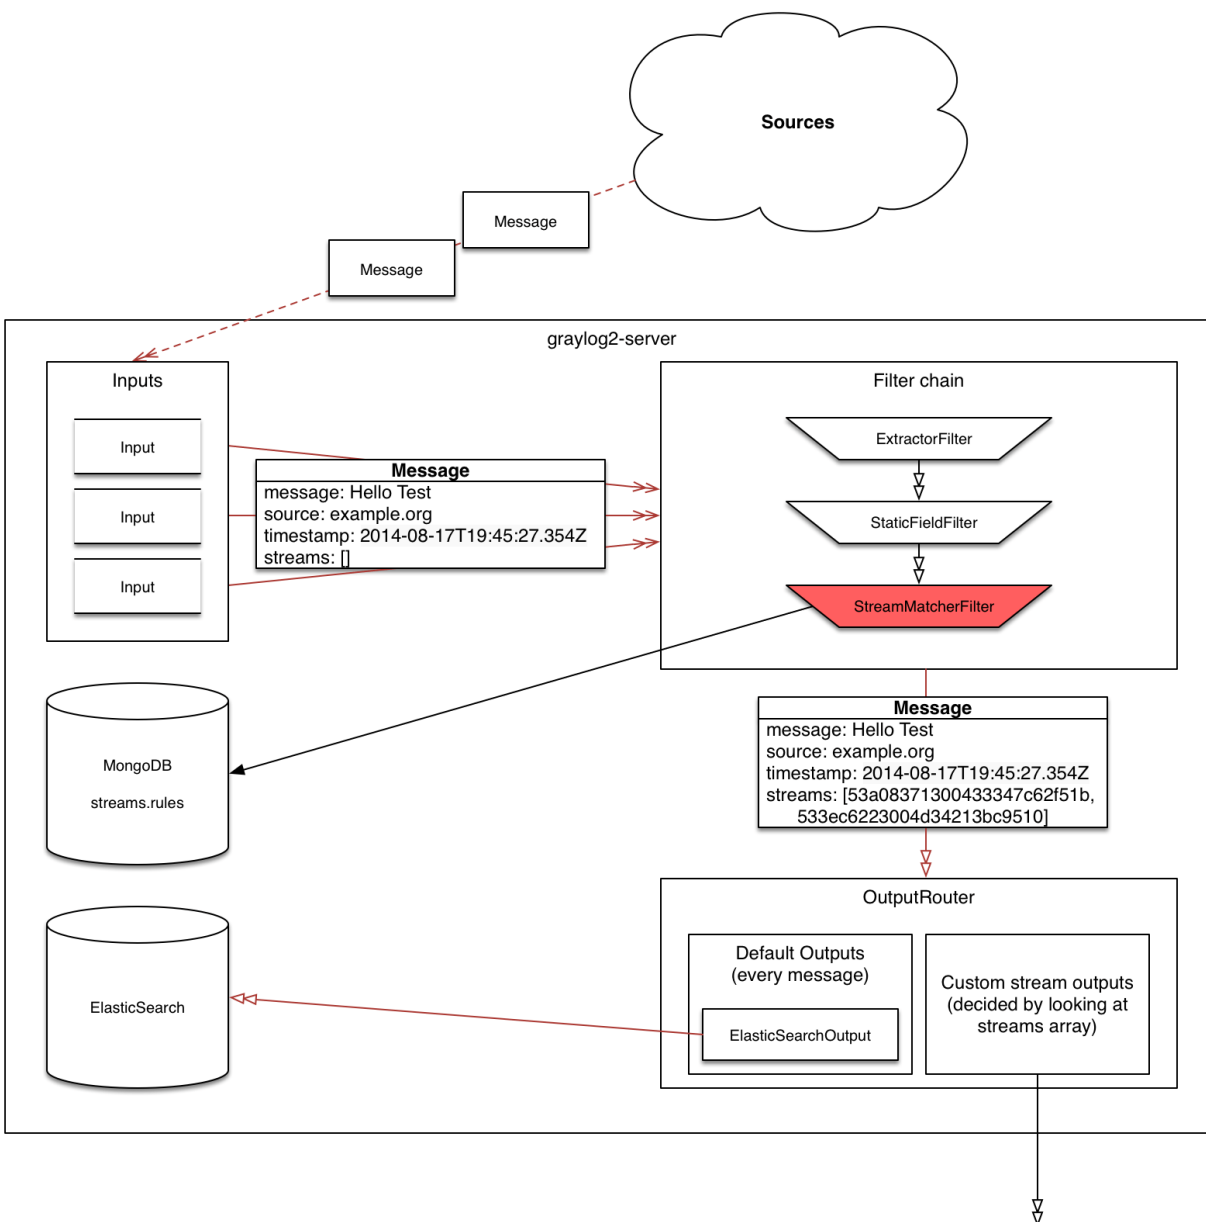 Sources
Message
Message
graylog2-server
Inputs
Input
Input
Input
Message
message: Hello Test
source: example.org
timestamp: 2014-08-17T19:45:27.354Z
streams: []
Filter chain
ExtractorFilter
StaticFieldFilter
StreamMatcherFilter
MongoDB
streams.rules
Message
message: Hello Test
source: example.org
timestamp: 2014-08-17T19:45:27.354Z
streams: [53a08371300433347c62f51b,
533ec6223004d34213bc9510]
OutputRouter
Default Outputs
(every message)
ElasticSearchOutput
Custom stream outputs
(decided by looking at
streams array)
ElasticSearch